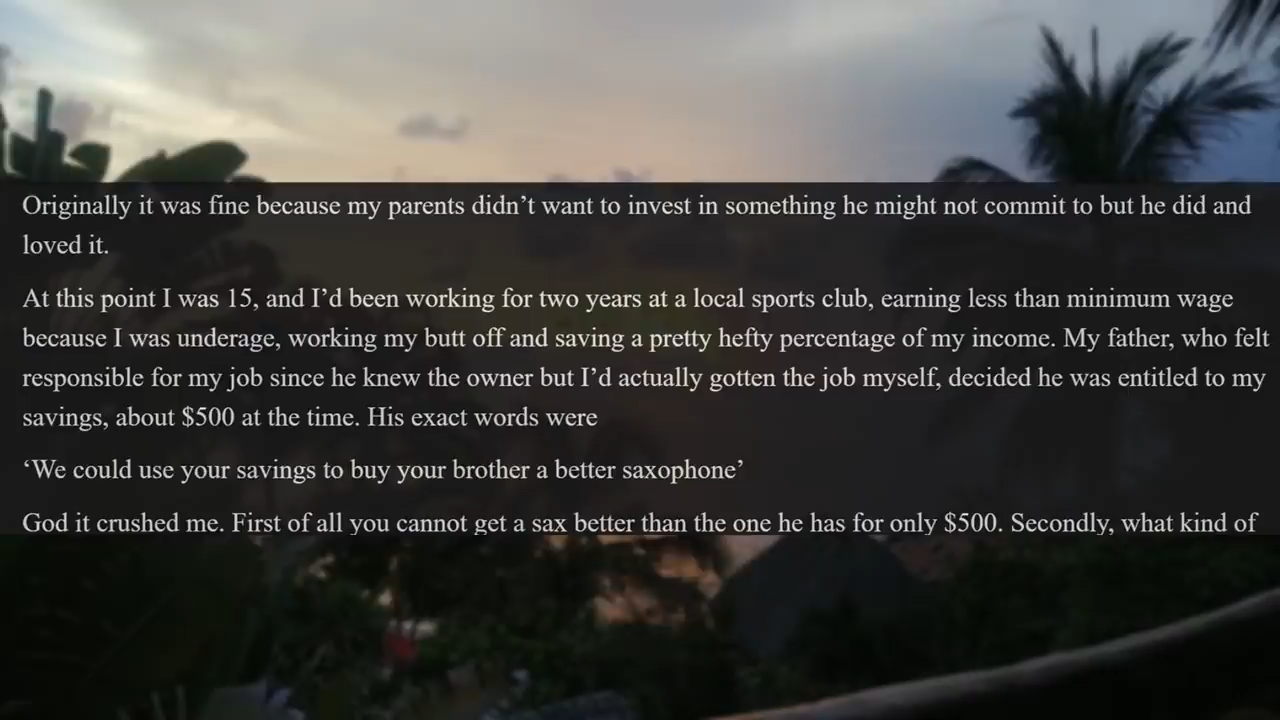 Originally it was fine because my parents didn’t want to invest in something he might not commit to but he did and
loved it.
At this point I was 15, and I’d been working for two years at a local sports club, earning less than minimum wage
because I was underage, working my butt off and saving a pretty hefty percentage of my income. My father, who felt
responsible for my job since he knew the owner but I’d actually gotten the job myself, decided he was entitled to my
savings, about $500 at the time. His exact words were
‘We could use your savings to buy your brother a better saxophone’
God it crushed me. First of all you cannot get a sax better than the one he has for only $500. Secondly, what kind of